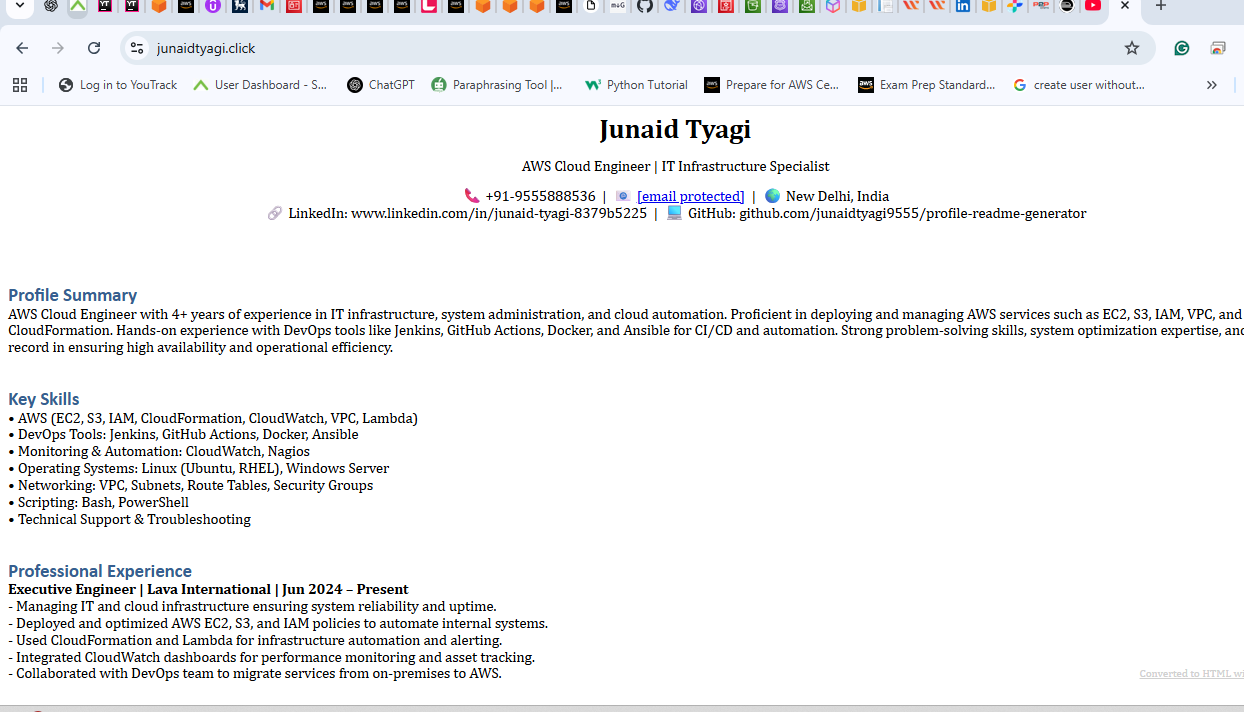 junaidtyagi.click
Log in to YouTrack
User Dashboard - S...
ChatGPT
Paraphrasing Tool |...
Python Tutorial
Prepare for AWS Ce...
Exam Prep Standard...
create user without...
Junaid Tyagi
AWS Cloud Engineer | IT Infrastructure Specialist
+91-9555888536 | [email protected] | New Delhi, India
LinkedIn: www.linkedin.com/in/junaid-tyagi-8379b5225 | GitHub: github.com/junaidtyagi9555/profile-readme-generator
Profile Summary
AWS Cloud Engineer with 4+ years of experience in IT infrastructure, system administration, and cloud automation. Proficient in deploying and managing AWS services such as EC2, S3, IAM, VPC, and
CloudFormation. Hands-on experience with DevOps tools like Jenkins, GitHub Actions, Docker, and Ansible for CI/CD and automation. Strong problem-solving skills, system optimization expertise, and
record in ensuring high availability and operational efficiency.
Key Skills
• AWS (EC2, S3, IAM, CloudFormation, CloudWatch, VPC, Lambda)
• DevOps Tools: Jenkins, GitHub Actions, Docker, Ansible
• Monitoring & Automation: CloudWatch, Nagios
• Operating Systems: Linux (Ubuntu, RHEL), Windows Server
• Networking: VPC, Subnets, Route Tables, Security Groups
• Scripting: Bash, PowerShell
• Technical Support & Troubleshooting
Professional Experience
Executive Engineer | Lava International | Jun 2024 – Present
- Managing IT and cloud infrastructure ensuring system reliability and uptime.
- Deployed and optimized AWS EC2, S3, and IAM policies to automate internal systems.
- Used CloudFormation and Lambda for infrastructure automation and alerting.
- Integrated CloudWatch dashboards for performance monitoring and asset tracking.
- Collaborated with DevOps team to migrate services from on-premises to AWS.
Converted to HTML wi